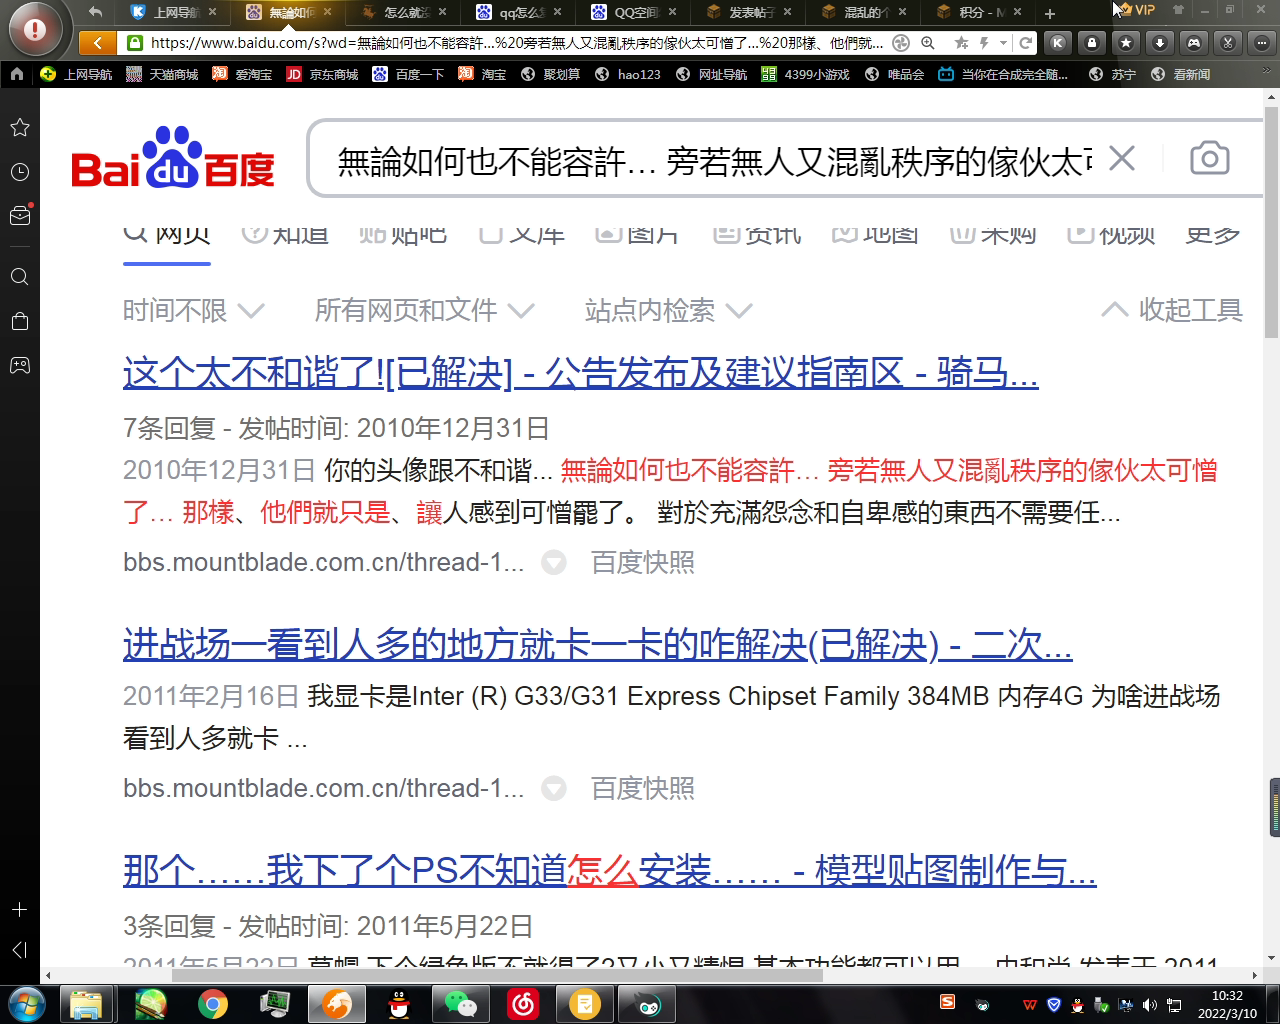 上网导航
無論如何
怎么就没
qq怎么
QQ空间
发表帖子
混乱的个
积分 - M
VIP
https://www.baidu.com/s?wd=無論如何也不能容許...%20旁若無人又混亂秩序的傢伙太可憎了...%20那樣、他們就...
上网导航 天猫商城 爱淘宝 京东商城 百度一下 淘宝 聚划算 hao123 网址导航 4399小游戏 唯品会 当你在合成完全随... 苏宁 看新闻
Bai du 百度
無論如何也不能容許... 旁若無人又混亂秩序的傢伙太可
网页 知道 贴吧 文库 图片 资讯 地图 采购 视频 更多
时间不限 所有网页和文件 站点内检索 收起工具
这个太不和谐了![已解决] - 公告发布及建议指南区 - 骑马...
7条回复 - 发帖时间: 2010年12月31日
2010年12月31日 你的头像跟不和谐... 無論如何也不能容許... 旁若無人又混亂秩序的傢伙太可憎
了... 那樣、他們就只是、讓人感到可憎罷了。 對於充滿怨念和自卑感的東西不需要任...
bbs.mountblade.com.cn/thread-1... 百度快照
进战场一看到人多的地方就卡一卡的咋解决(已解决) - 二次...
2011年2月16日 我显卡是Inter (R) G33/G31 Express Chipset Family 384MB 内存4G 为啥进战场
看到人多就卡 ...
bbs.mountblade.com.cn/thread-1... 百度快照
那个……我下了个PS不知道怎么安装…… - 模型贴图制作与...
3条回复 - 发帖时间: 2011年5月22日
10:32
2022/3/10